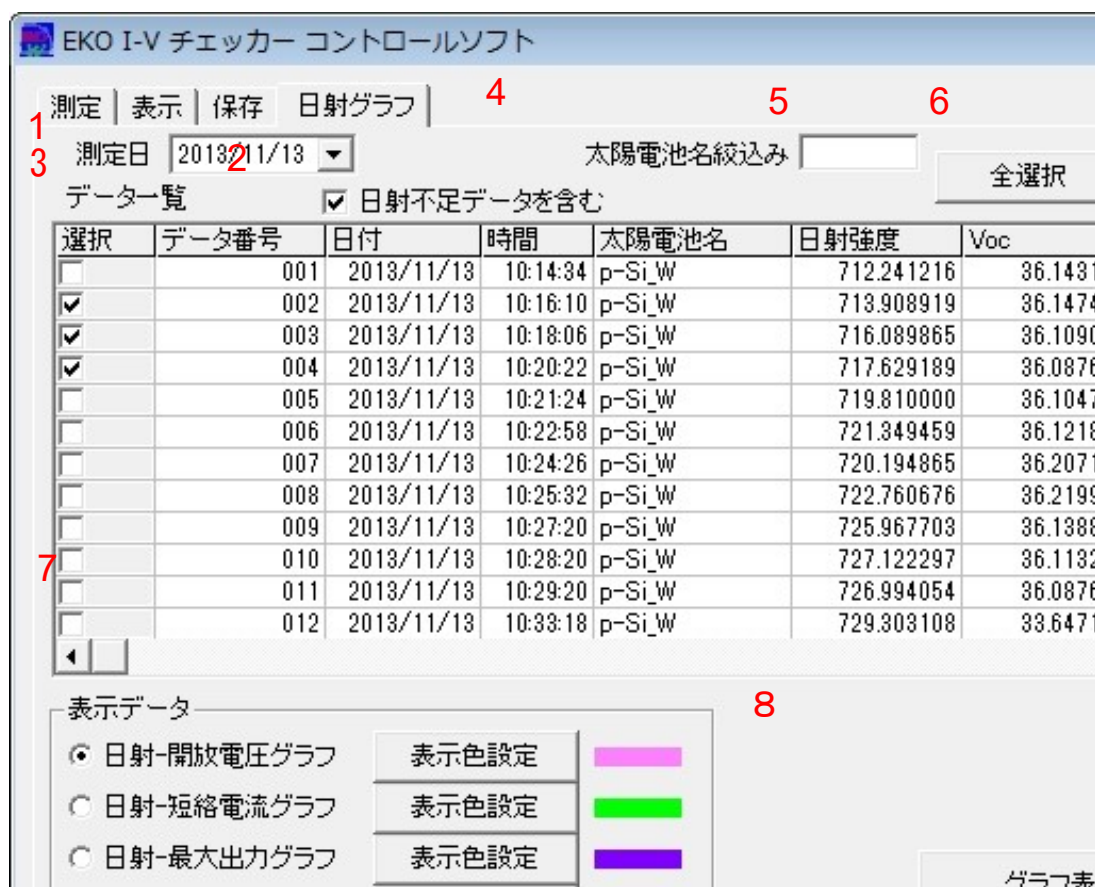 EKO I-V チェッカー コントロールソフト
測定 表示 保存 日射グラフ 4 5 6
1
3 測定日 2013/11/13 2 太陽電池名絞込み 全選択
データ一覧 日射不足データを含む
選択 データ番号 日付 時間 太陽電池名 日射強度 Voc
001 2013/11/13 10:14:34 p-Si_W 712.241216 36.1431
002 2013/11/13 10:16:10 p-Si_W 713.908919 36.1474
003 2013/11/13 10:18:06 p-Si_W 716.089865 36.1090
004 2013/11/13 10:20:22 p-Si_W 717.629189 36.0876
005 2013/11/13 10:21:24 p-Si_W 719.810000 36.1047
006 2013/11/13 10:22:58 p-Si_W 721.349459 36.1218
007 2013/11/13 10:24:26 p-Si_W 720.194865 36.2071
008 2013/11/13 10:25:32 p-Si_W 722.760676 36.2199
009 2013/11/13 10:27:20 p-Si_W 725.967703 36.1388
7 010 2013/11/13 10:28:20 p-Si_W 727.122297 36.1132
011 2013/11/13 10:29:20 p-Si_W 726.994054 36.0876
012 2013/11/13 10:33:18 p-Si_W 729.303108 33.6471
表示データ 8
日射-開放電圧グラフ 表示色設定
日射-短絡電流グラフ 表示色設定
日射-最大出力グラフ 表示色設定
グラフ表